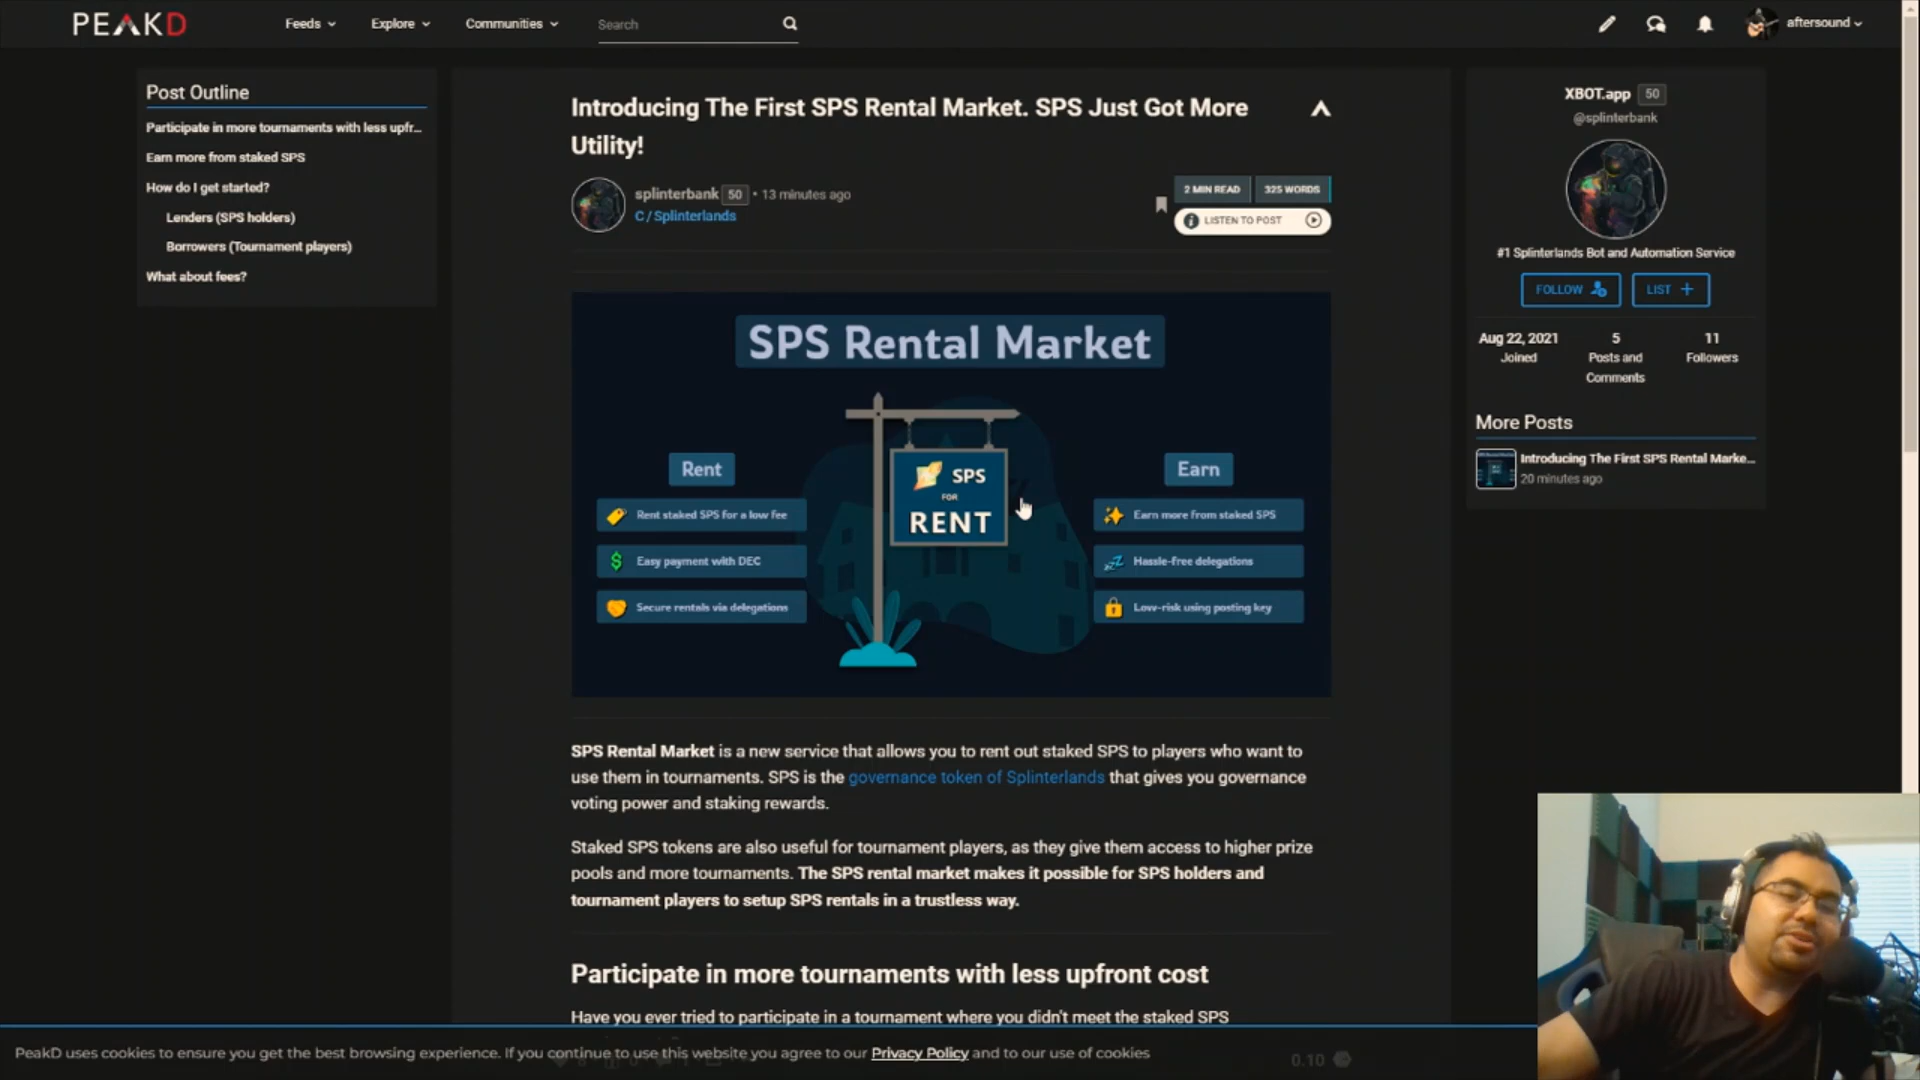 PEAKD
Feeds
Explore
Communities
Search
aftersound
Post Outline
Participate in more tournaments with less upfr...
Earn more from staked SPS
How do I get started?
Lenders (SPS holders)
Borrowers (Tournament players)
What about fees?
Introducing The First SPS Rental Market. SPS Just Got More
Utility!
splinterbank 50 • 13 minutes ago
C / Splinterlands
2 MIN READ
325 WORDS
LISTEN TO POST
SPS Rental Market
Rent
Rent staked SPS for a low fee
Easy payment with DEC
Secure rentals via delegations
SPS
FOR
RENT
Earn
Earn more from staked SPS
Hassle-free delegations
Low-risk using posting key
SPS Rental Market is a new service that allows you to rent out staked SPS to players who want to
use them in tournaments. SPS is the governance token of Splinterlands that gives you governance
voting power and staking rewards.
Staked SPS tokens are also useful for tournament players, as they give them access to higher prize
pools and more tournaments. The SPS rental market makes it possible for SPS holders and
tournament players to setup SPS rentals in a trustless way.
Participate in more tournaments with less upfront cost
Have you ever tried to participate in a tournament where you didn't meet the staked SPS
XBOT.app 50
@splinterbank
#1 Splinterlands Bot and Automation Service
FOLLOW
LIST
Aug 22, 2021
Joined
5
Posts and
Comments
11
Followers
More Posts
Introducing The First SPS Rental Marke...
20 minutes ago
PeakD uses cookies to ensure you get the best browsing experience. If you continue to use this website you agree to our Privacy Policy and to our use of cookies
0.10